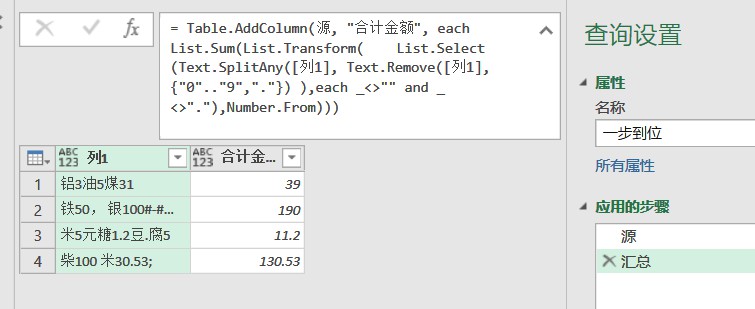 fx
= Table.AddColumn(源, "合计金额", each
List.Sum(List.Transform( List.Select
(Text.SplitAny([列1], Text.Remove([列1],
{"0".."9","."}) ),each _<>"" and _
<>"."),Number.From)))
查询设置
属性
名称
一步到位
所有属性
应用的步骤
源
汇总
ABC 123 列1 ABC 123 合计金...
1 铝3油5煤31 39
2 铁50， 银100#-#... 190
3 米5元糖1.2豆.腐5 11.2
4 柴100 米30.53; 130.53